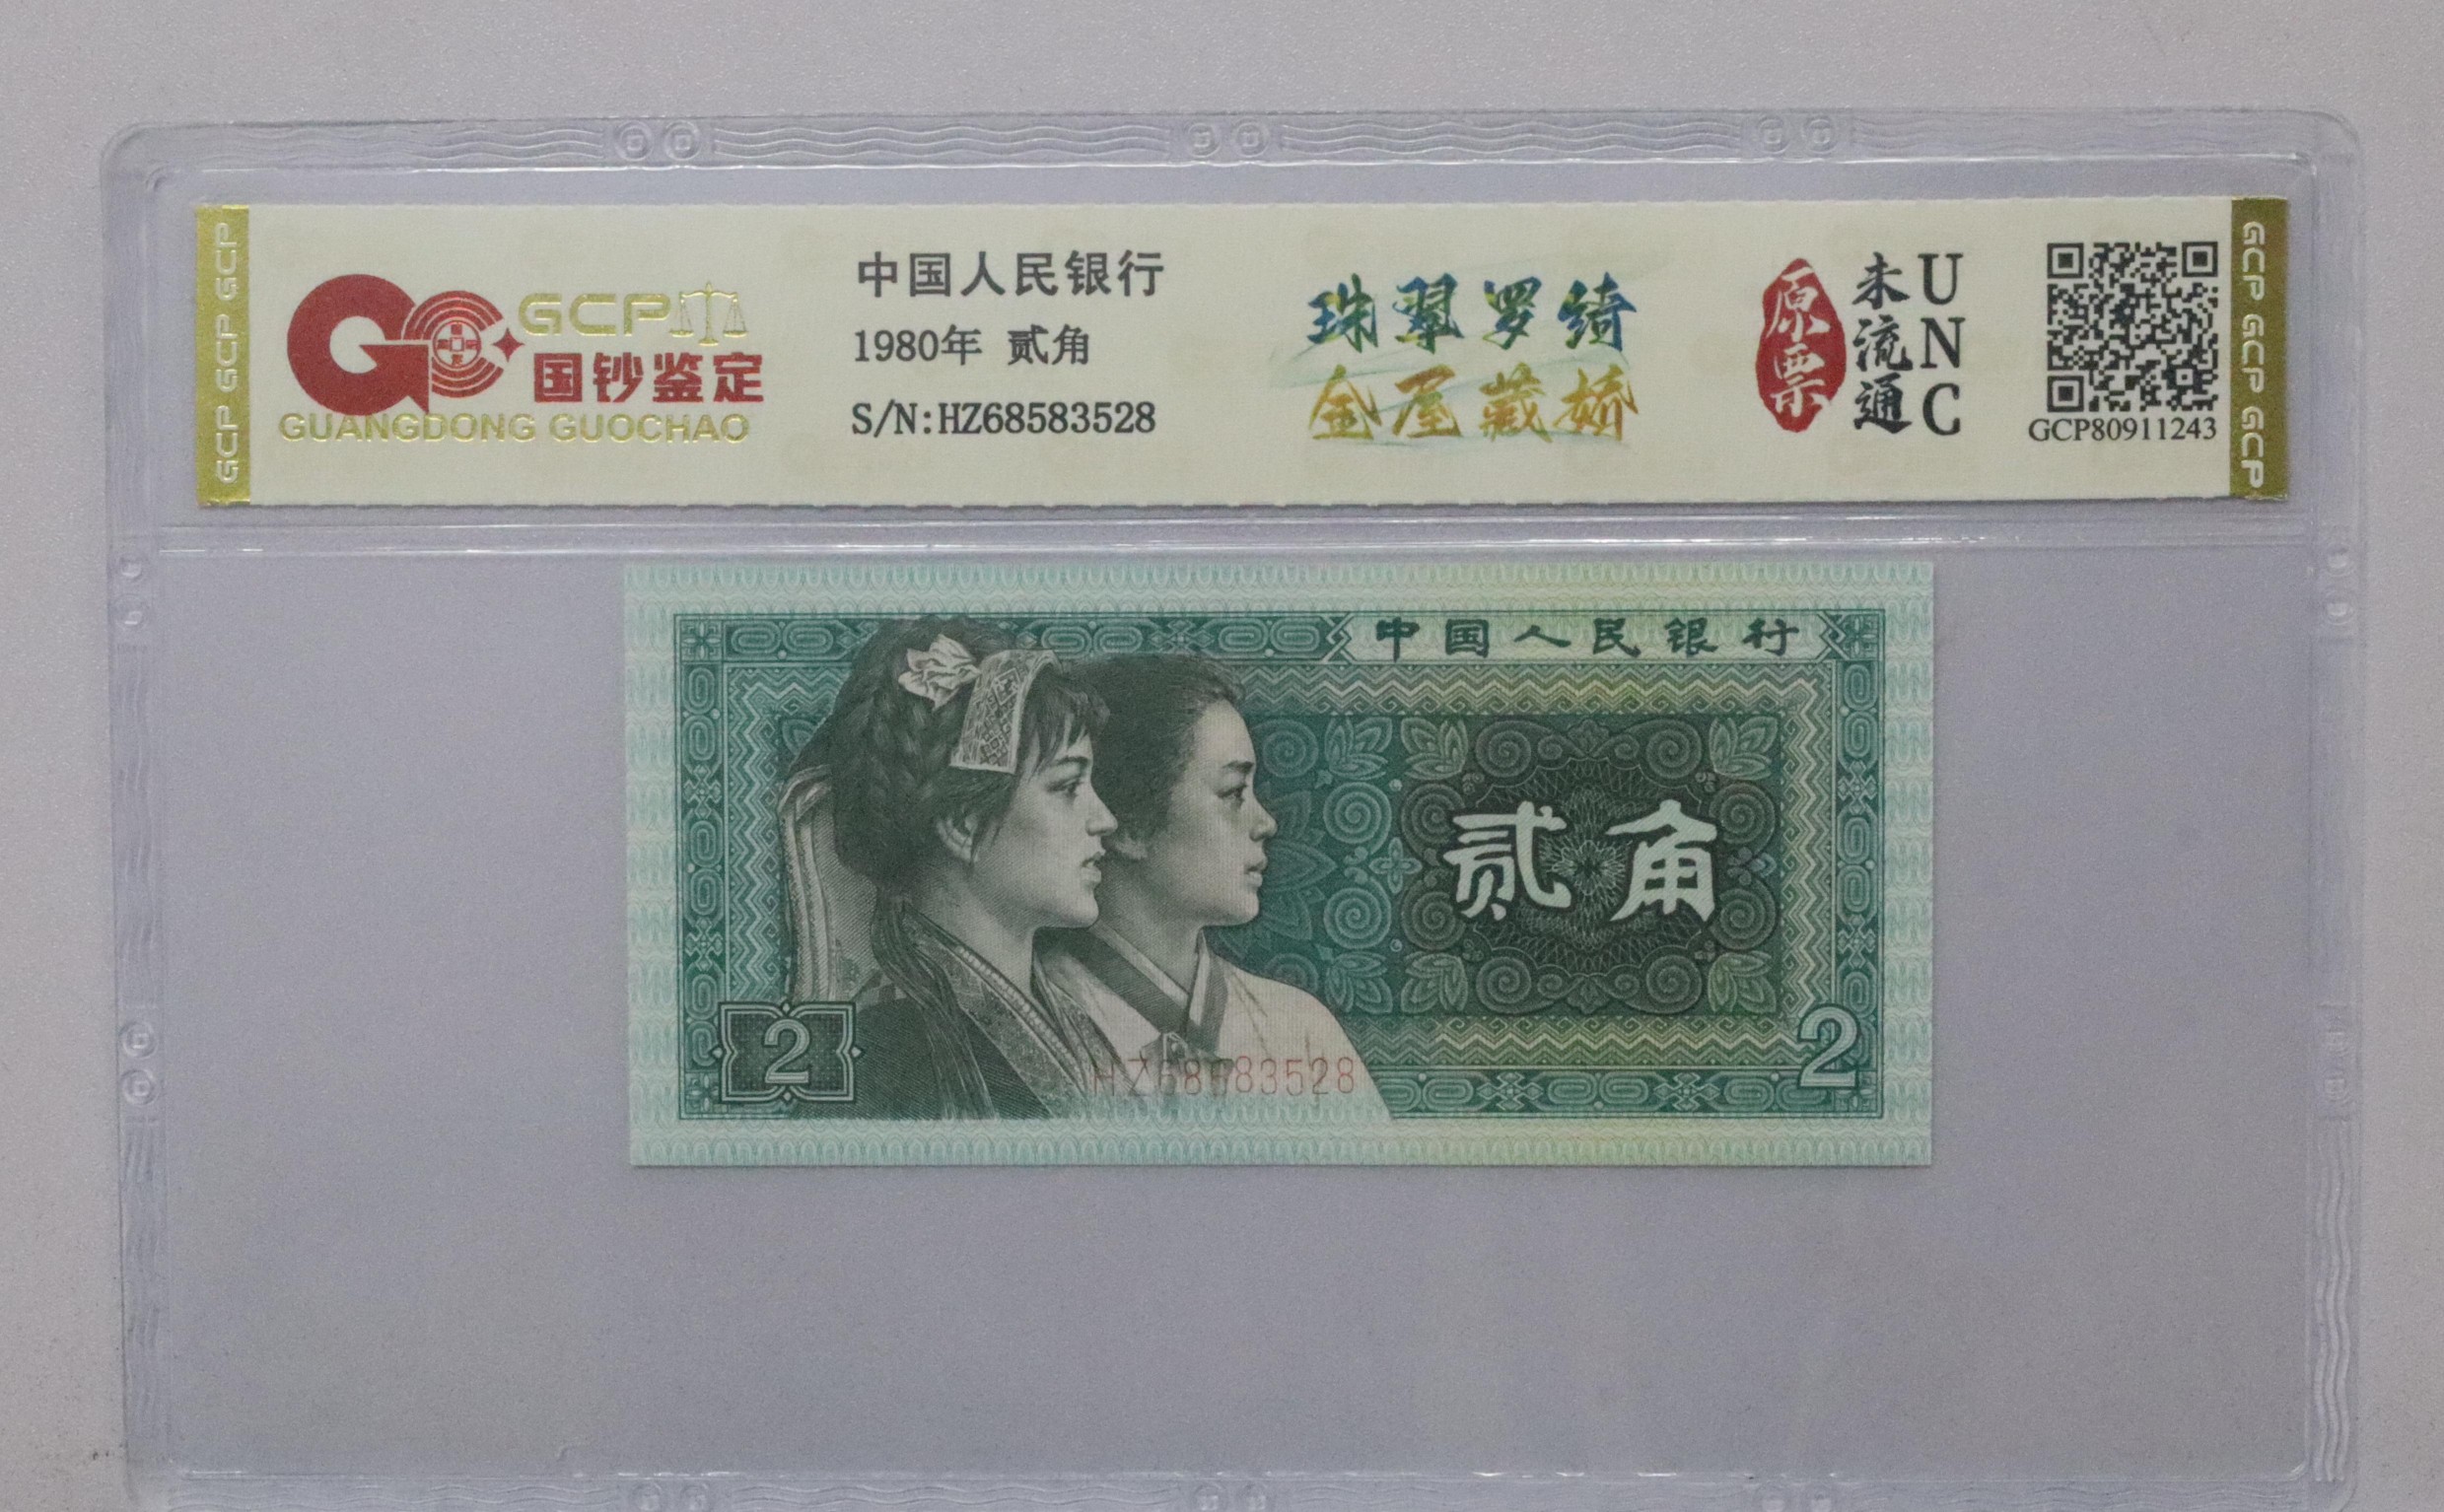 GCP GCP GCP
GCP
国钞鉴定
GUANGDONG GUOCHAO
中国人民银行
1980年 贰角
S/N:HZ68583528
珠翠罗绮
金屋藏娇
原票
未流通
UNC
GCP80911243
GCP GCP GCP
中国人民银行
贰角
2
HZ68583528
2